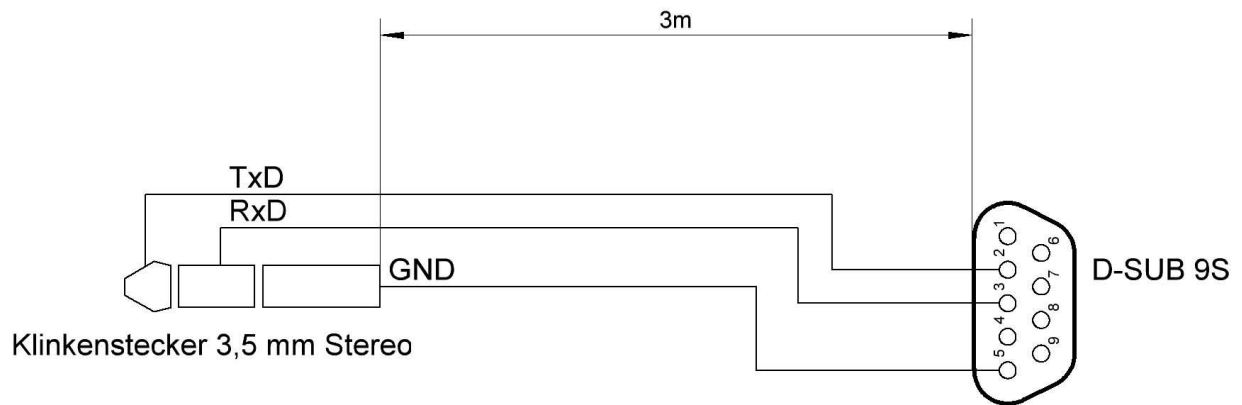 3m
TxD
RxD
GND
Klinkenstecker 3,5 mm Stereo
1
2
3
4
5
6
7
8
9
D-SUB 9S